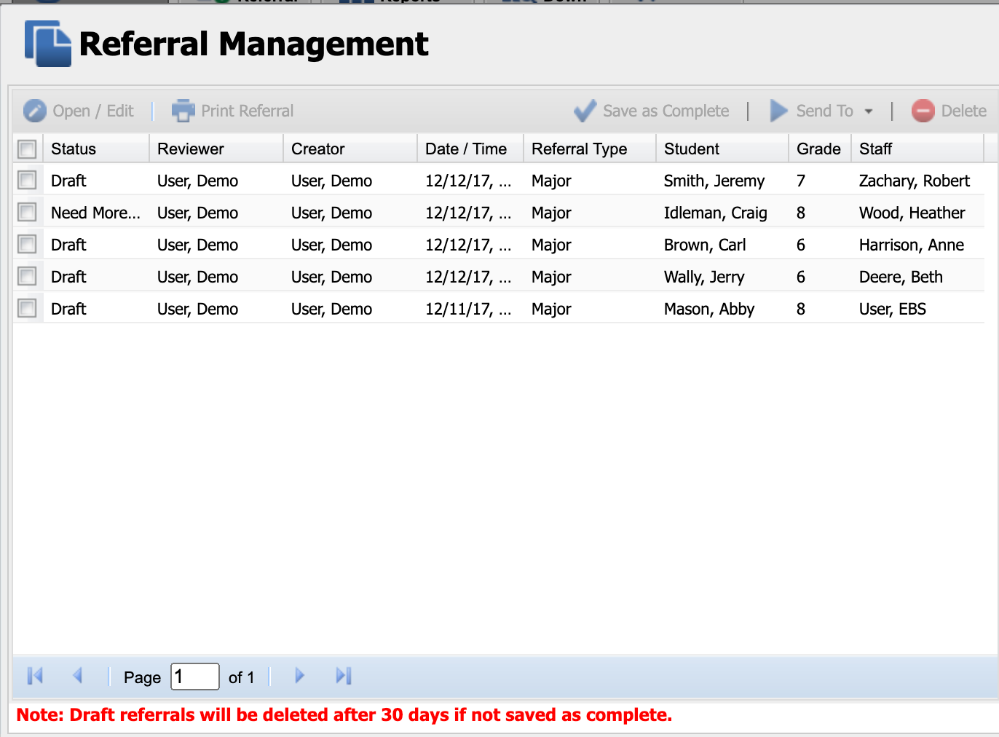 Referral Reports Down
Referral Management
Open / Edit Print Referral Save as Complete | Send To | Delete
Status Reviewer Creator Date / Time Referral Type Student Grade Staff
Draft User, Demo User, Demo 12/12/17, ... Major Smith, Jeremy 7 Zachary, Robert
Need More... User, Demo User, Demo 12/12/17, ... Major Idleman, Craig 8 Wood, Heather
Draft User, Demo User, Demo 12/12/17, ... Major Brown, Carl 6 Harrison, Anne
Draft User, Demo User, Demo 12/12/17, ... Major Wally, Jerry 6 Deere, Beth
Draft User, Demo User, Demo 12/11/17, ... Major Mason, Abby 8 User, EBS
Page 1 of 1
Note: Draft referrals will be deleted after 30 days if not saved as complete.